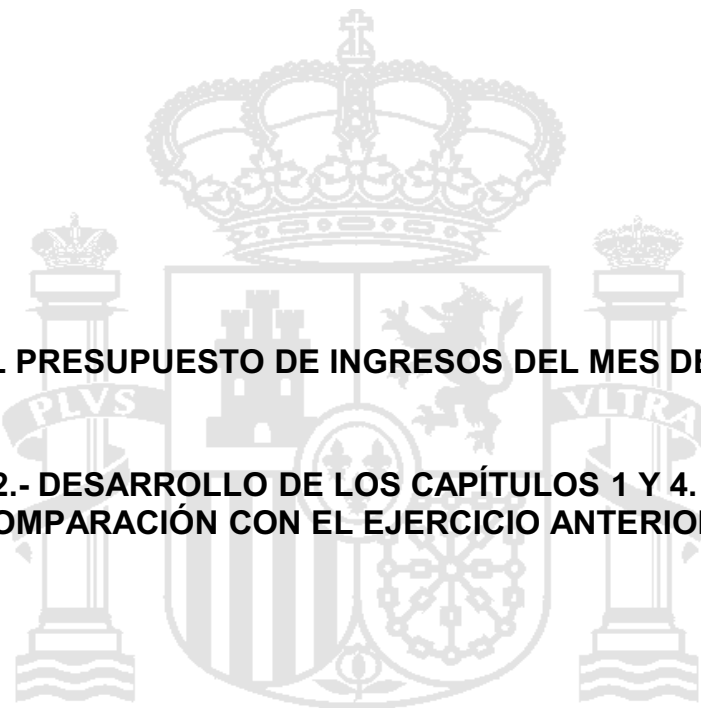 L PRESUPUESTO DE INGRESOS DEL MES DE
PLVS
VLTRA
2.- DESARROLLO DE LOS CAPÍTULOS 1 Y 4.
OMPARACIÓN CON EL EJERCICIO ANTERIO